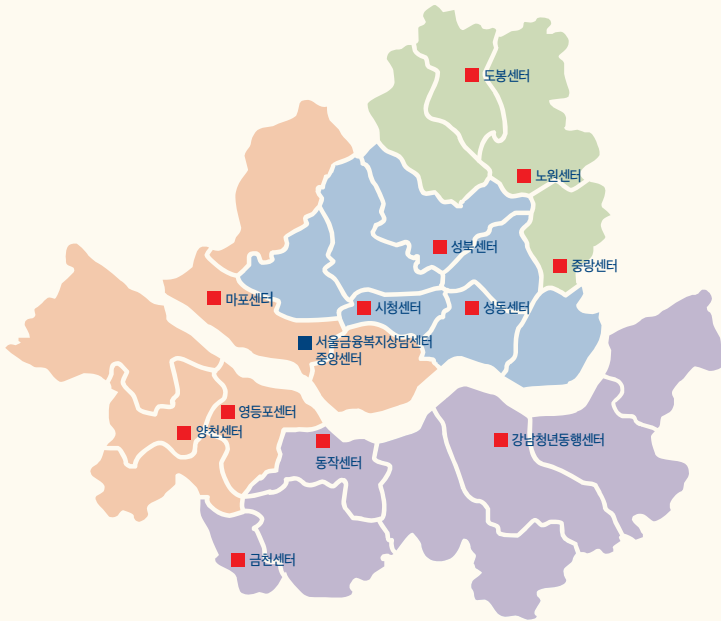 도봉센터
노원센터
성북센터
중랑센터
마포센터
시청센터
성동센터
서울금융복지상담센터
중앙센터
영등포센터
양천센터
강남청년동행센터
동작센터
금천센터